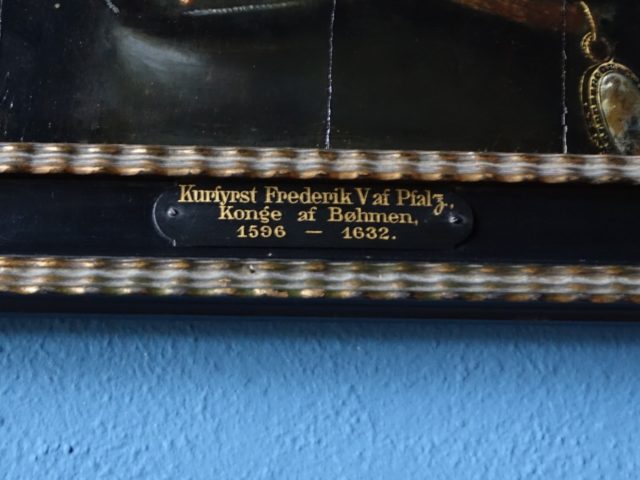 Kurfyrst Frederik V af Pfalz.,
Konge af Bøhmen,
1596 — 1632.